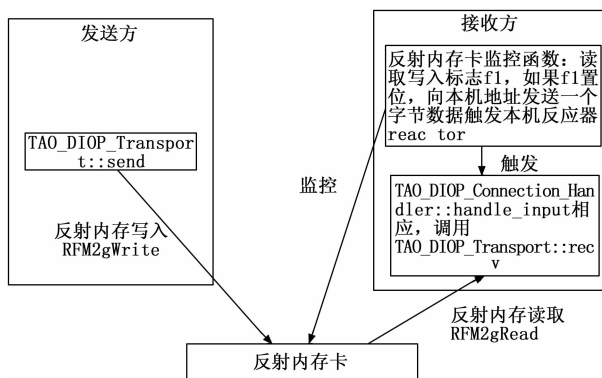 发送方
TAO_DIOP_Transpor
t::send
反射内存写入
RFM2gWrite
接收方
反射内存卡监控函数：读
取写入标志f1，如果f1置
位，向本机地址发送一个
字节数据触发本机反应器
reac tor
监控
触发
TAO_DIOP_Connection_Ha
ndler::handle_input相
应，调用
TAO_DIOP_Transport::rec
v
反射内存读取
RFM2gRead
反射内存卡